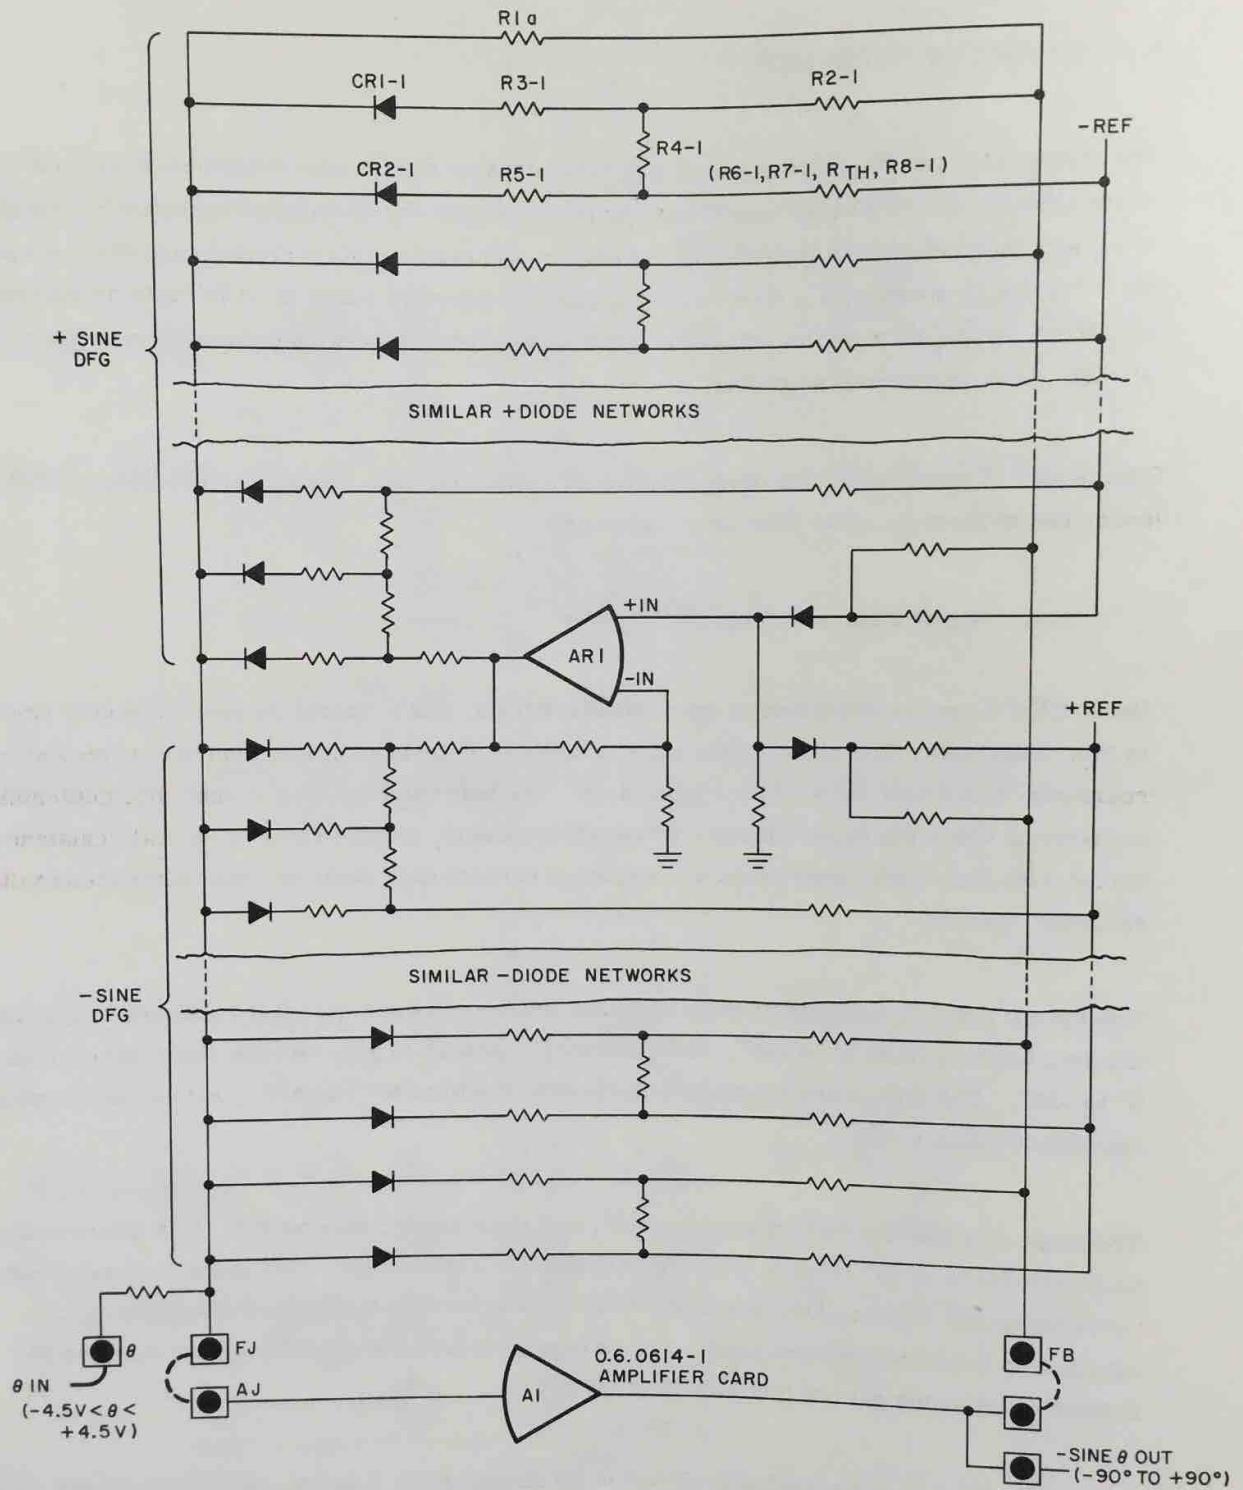 R1a
CR1-1
R3-1
R2-1
-REF
R4-1
CR2-1
R5-1
(R6-1, R7-1, RTH, R8-1)
+ SINE
DFG
SIMILAR +DIODE NETWORKS
+IN
AR1
-IN
+REF
-SINE
DFG
SIMILAR -DIODE NETWORKS
θ
FJ
FB
θ IN
(-4.5V<θ<
+4.5V)
AJ
A1
0.6.0614-1
AMPLIFIER CARD
-SINE θ OUT
(-90° TO +90°)